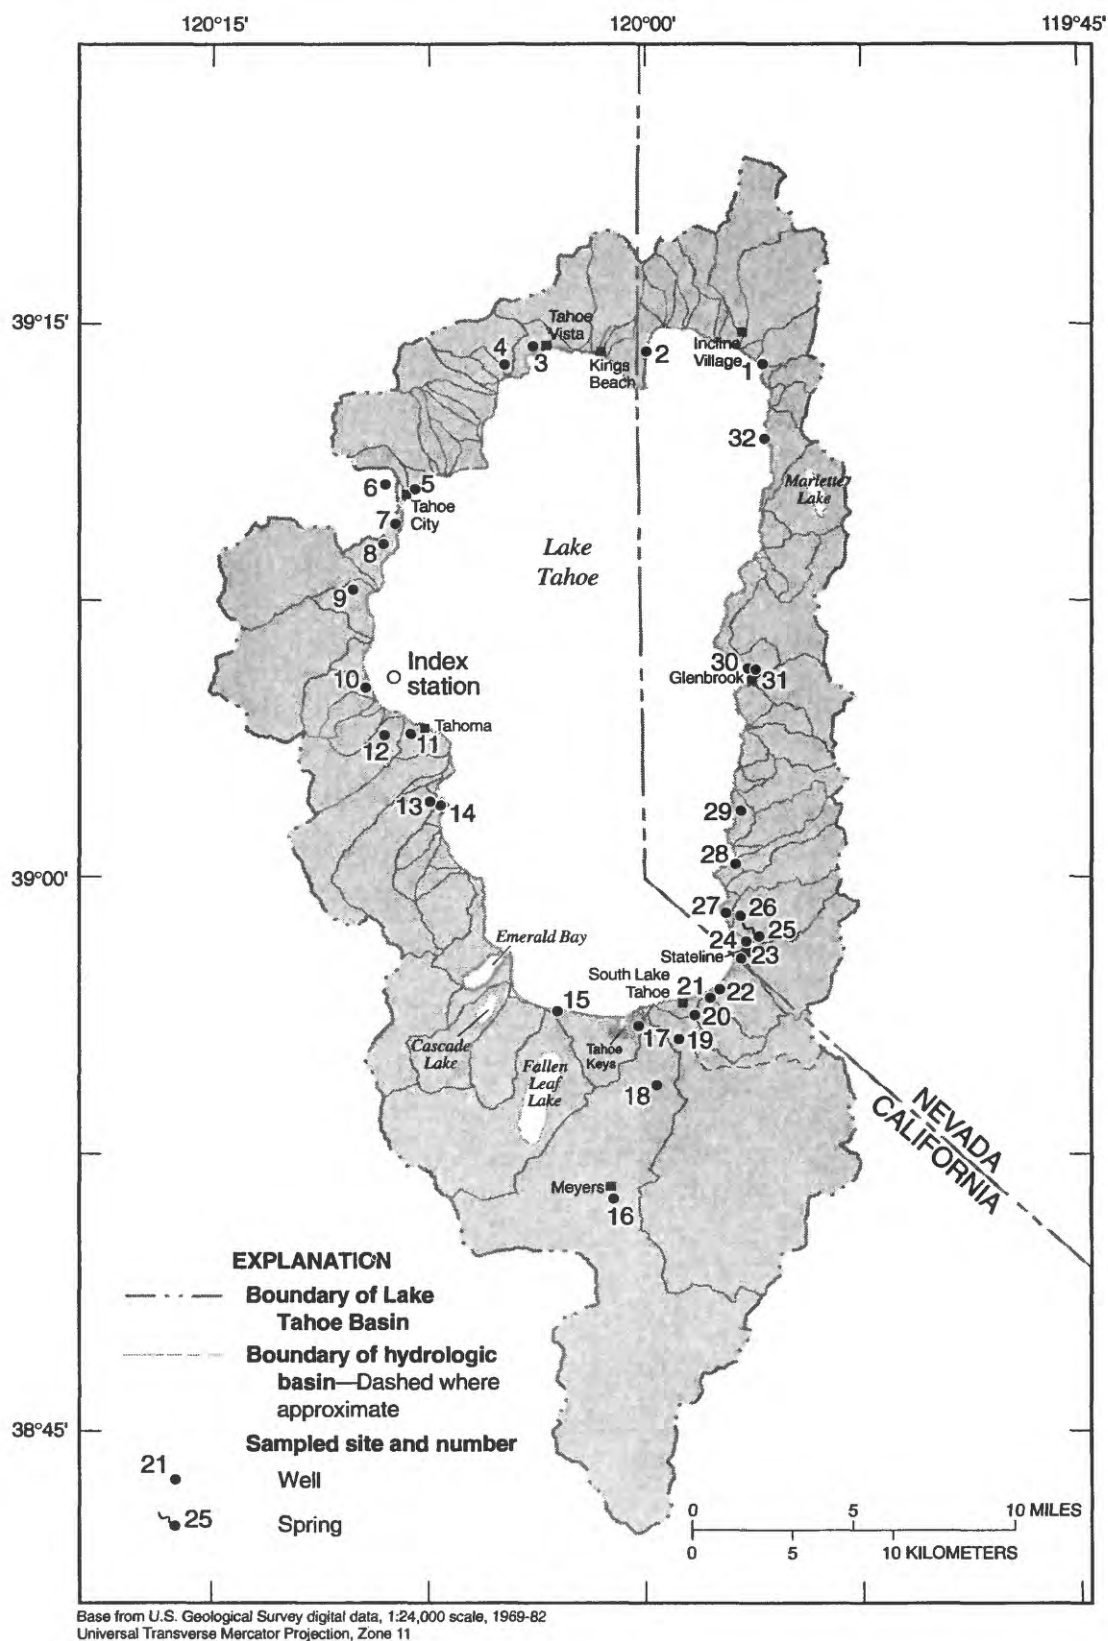 120°15'
120°00'
119°45'
39°15'
39°00'
38°45'
Tahoe
Vista
4
3
Kings
Beach
2
Incline
Village
1
32
Marlette
Lake
6
5
Tahoe
City
7
8
9
Lake
Tahoe
Index
station
10
30
Glenbrook
31
Tahoma
12
11
13
14
29
28
27
26
25
24
Stateline
23
Emerald Bay
South Lake
Tahoe
21
22
15
20
Cascade
Lake
Fallen
Leaf
Lake
Tahoe
Keys
17
19
18
NEVADA
CALIFORNIA
Meyers
16
EXPLANATION
Boundary of Lake
Tahoe Basin
Boundary of hydrologic
basin—Dashed where
approximate
Sampled site and number
21
Well
25
Spring
0 5 10 MILES
0 5 10 KILOMETERS
Base from U.S. Geological Survey digital data, 1:24,000 scale, 1969-82
Universal Transverse Mercator Projection, Zone 11